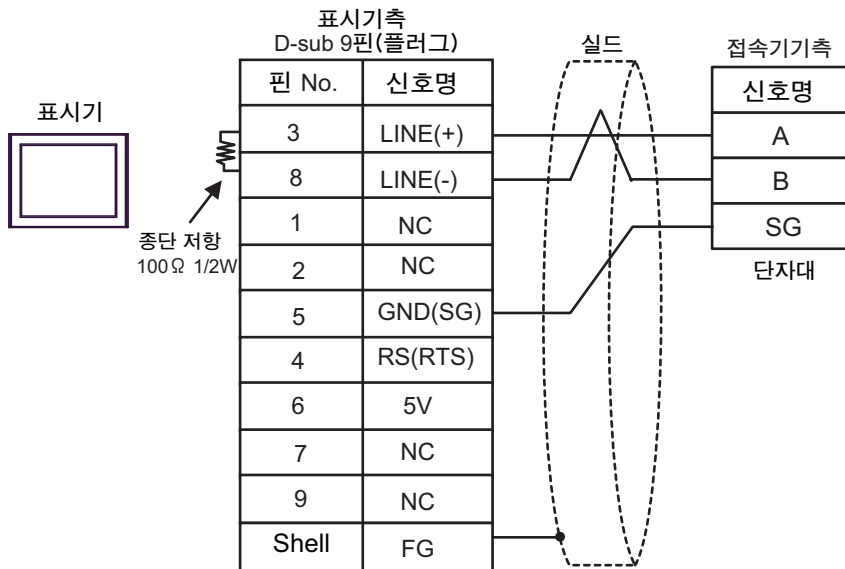 표시기측
D-sub 9핀(플러그)
실드
접속기기측
표시기
핀 No. 신호명
3 LINE(+)
8 LINE(-)
1 NC
2 NC
5 GND(SG)
4 RS(RTS)
6 5V
7 NC
9 NC
Shell FG
종단 저항
100Ω 1/2W
신호명
A
B
SG
단자대